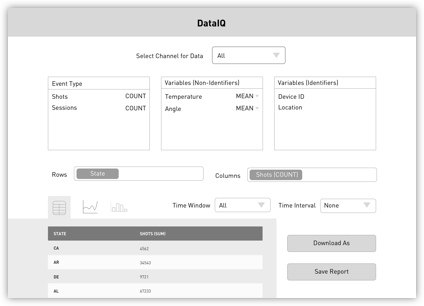 DataIQ
Select Channel for Data All
Event Type
Shots COUNT
Sessions COUNT
Variables (Non-Identifiers)
Temperature MEAN
Angle MEAN
Variables (Identifiers)
Device ID
Location
Rows State
Columns Shots (COUNT)
Time Window All
Time Interval None
STATE SHOTS (SUM)
CA 4562
AR 34543
DE 9721
AL 67233
Download As
Save Report